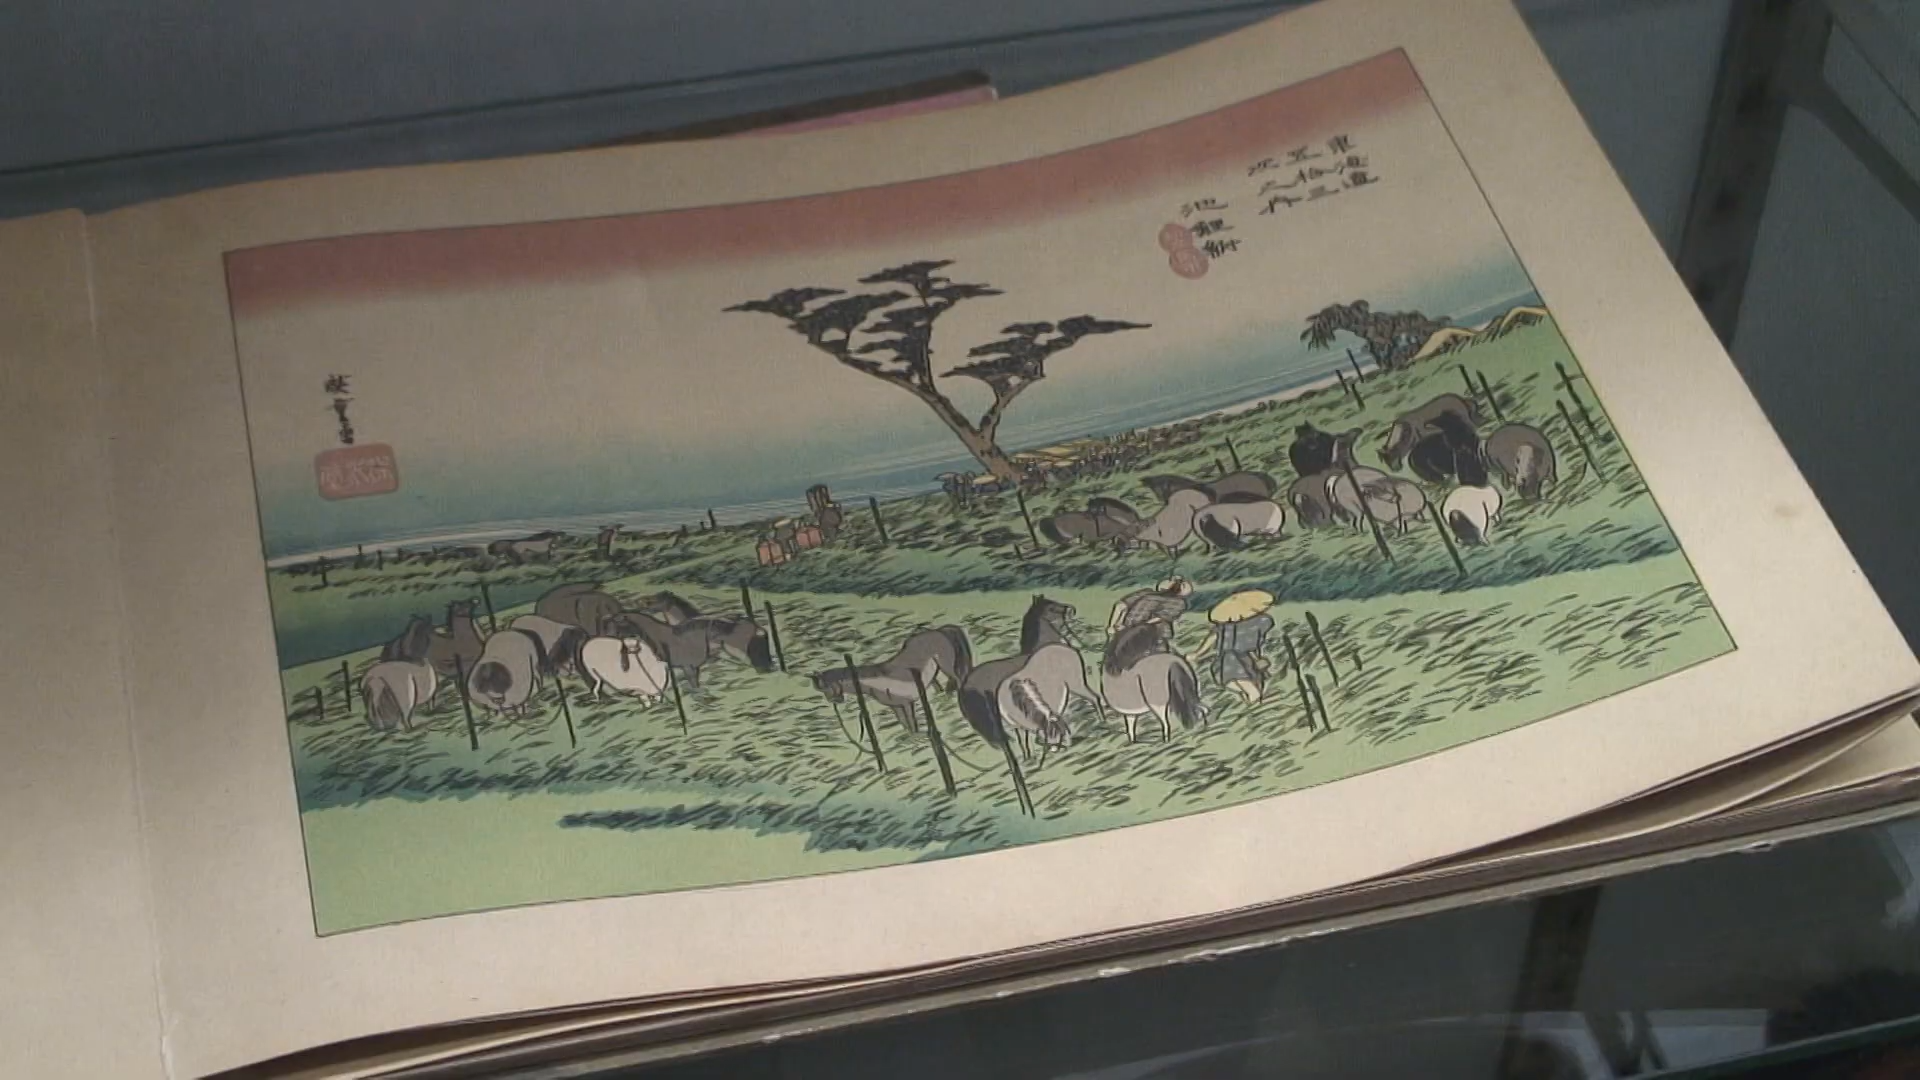 東海道
五拾三
次之内
池鯉鮒
廣重画